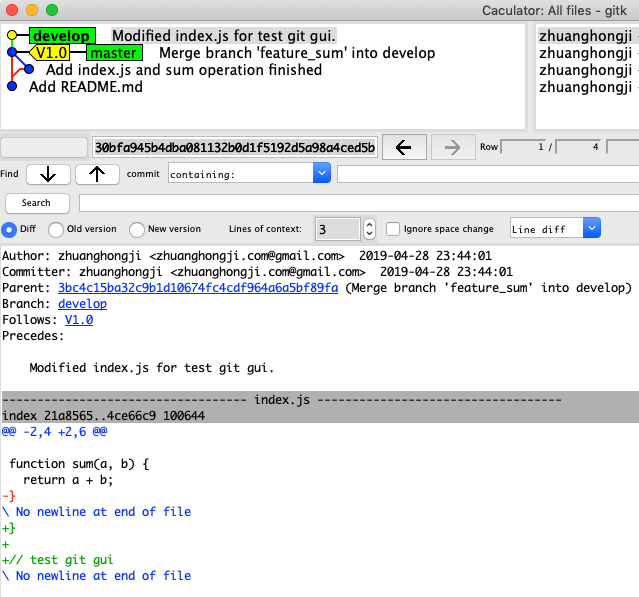 Caculator: All files - gitk
develop Modified index.js for test git gui.
V1.0 master Merge branch 'feature_sum' into develop
Add index.js and sum operation finished
Add README.md
zhuanghongji
zhuanghongji
zhuanghongji
zhuanghongji
30bfa945b4dba081132b0d1f5192d5a98a4ced5b Row 1 / 4
Find commit containing:
Search
Diff Old version New version Lines of context: 3 Ignore space change Line diff
Author: zhuanghongji <zhuanghongji.com@gmail.com> 2019-04-28 23:44:01
Committer: zhuanghongji <zhuanghongji.com@gmail.com> 2019-04-28 23:44:01
Parent: 3bc4c15ba32c9b1d10674fc4cdf964a6a5bf89fa (Merge branch 'feature_sum' into develop)
Branch: develop
Follows: V1.0
Precedes:
Modified index.js for test git gui.
----------------------------------- index.js -----------------------------------
index 21a8565..4ce66c9 100644
@@ -2,4 +2,6 @@
function sum(a, b) {
return a + b;
-}
\ No newline at end of file
+}
+
+// test git gui
\ No newline at end of file